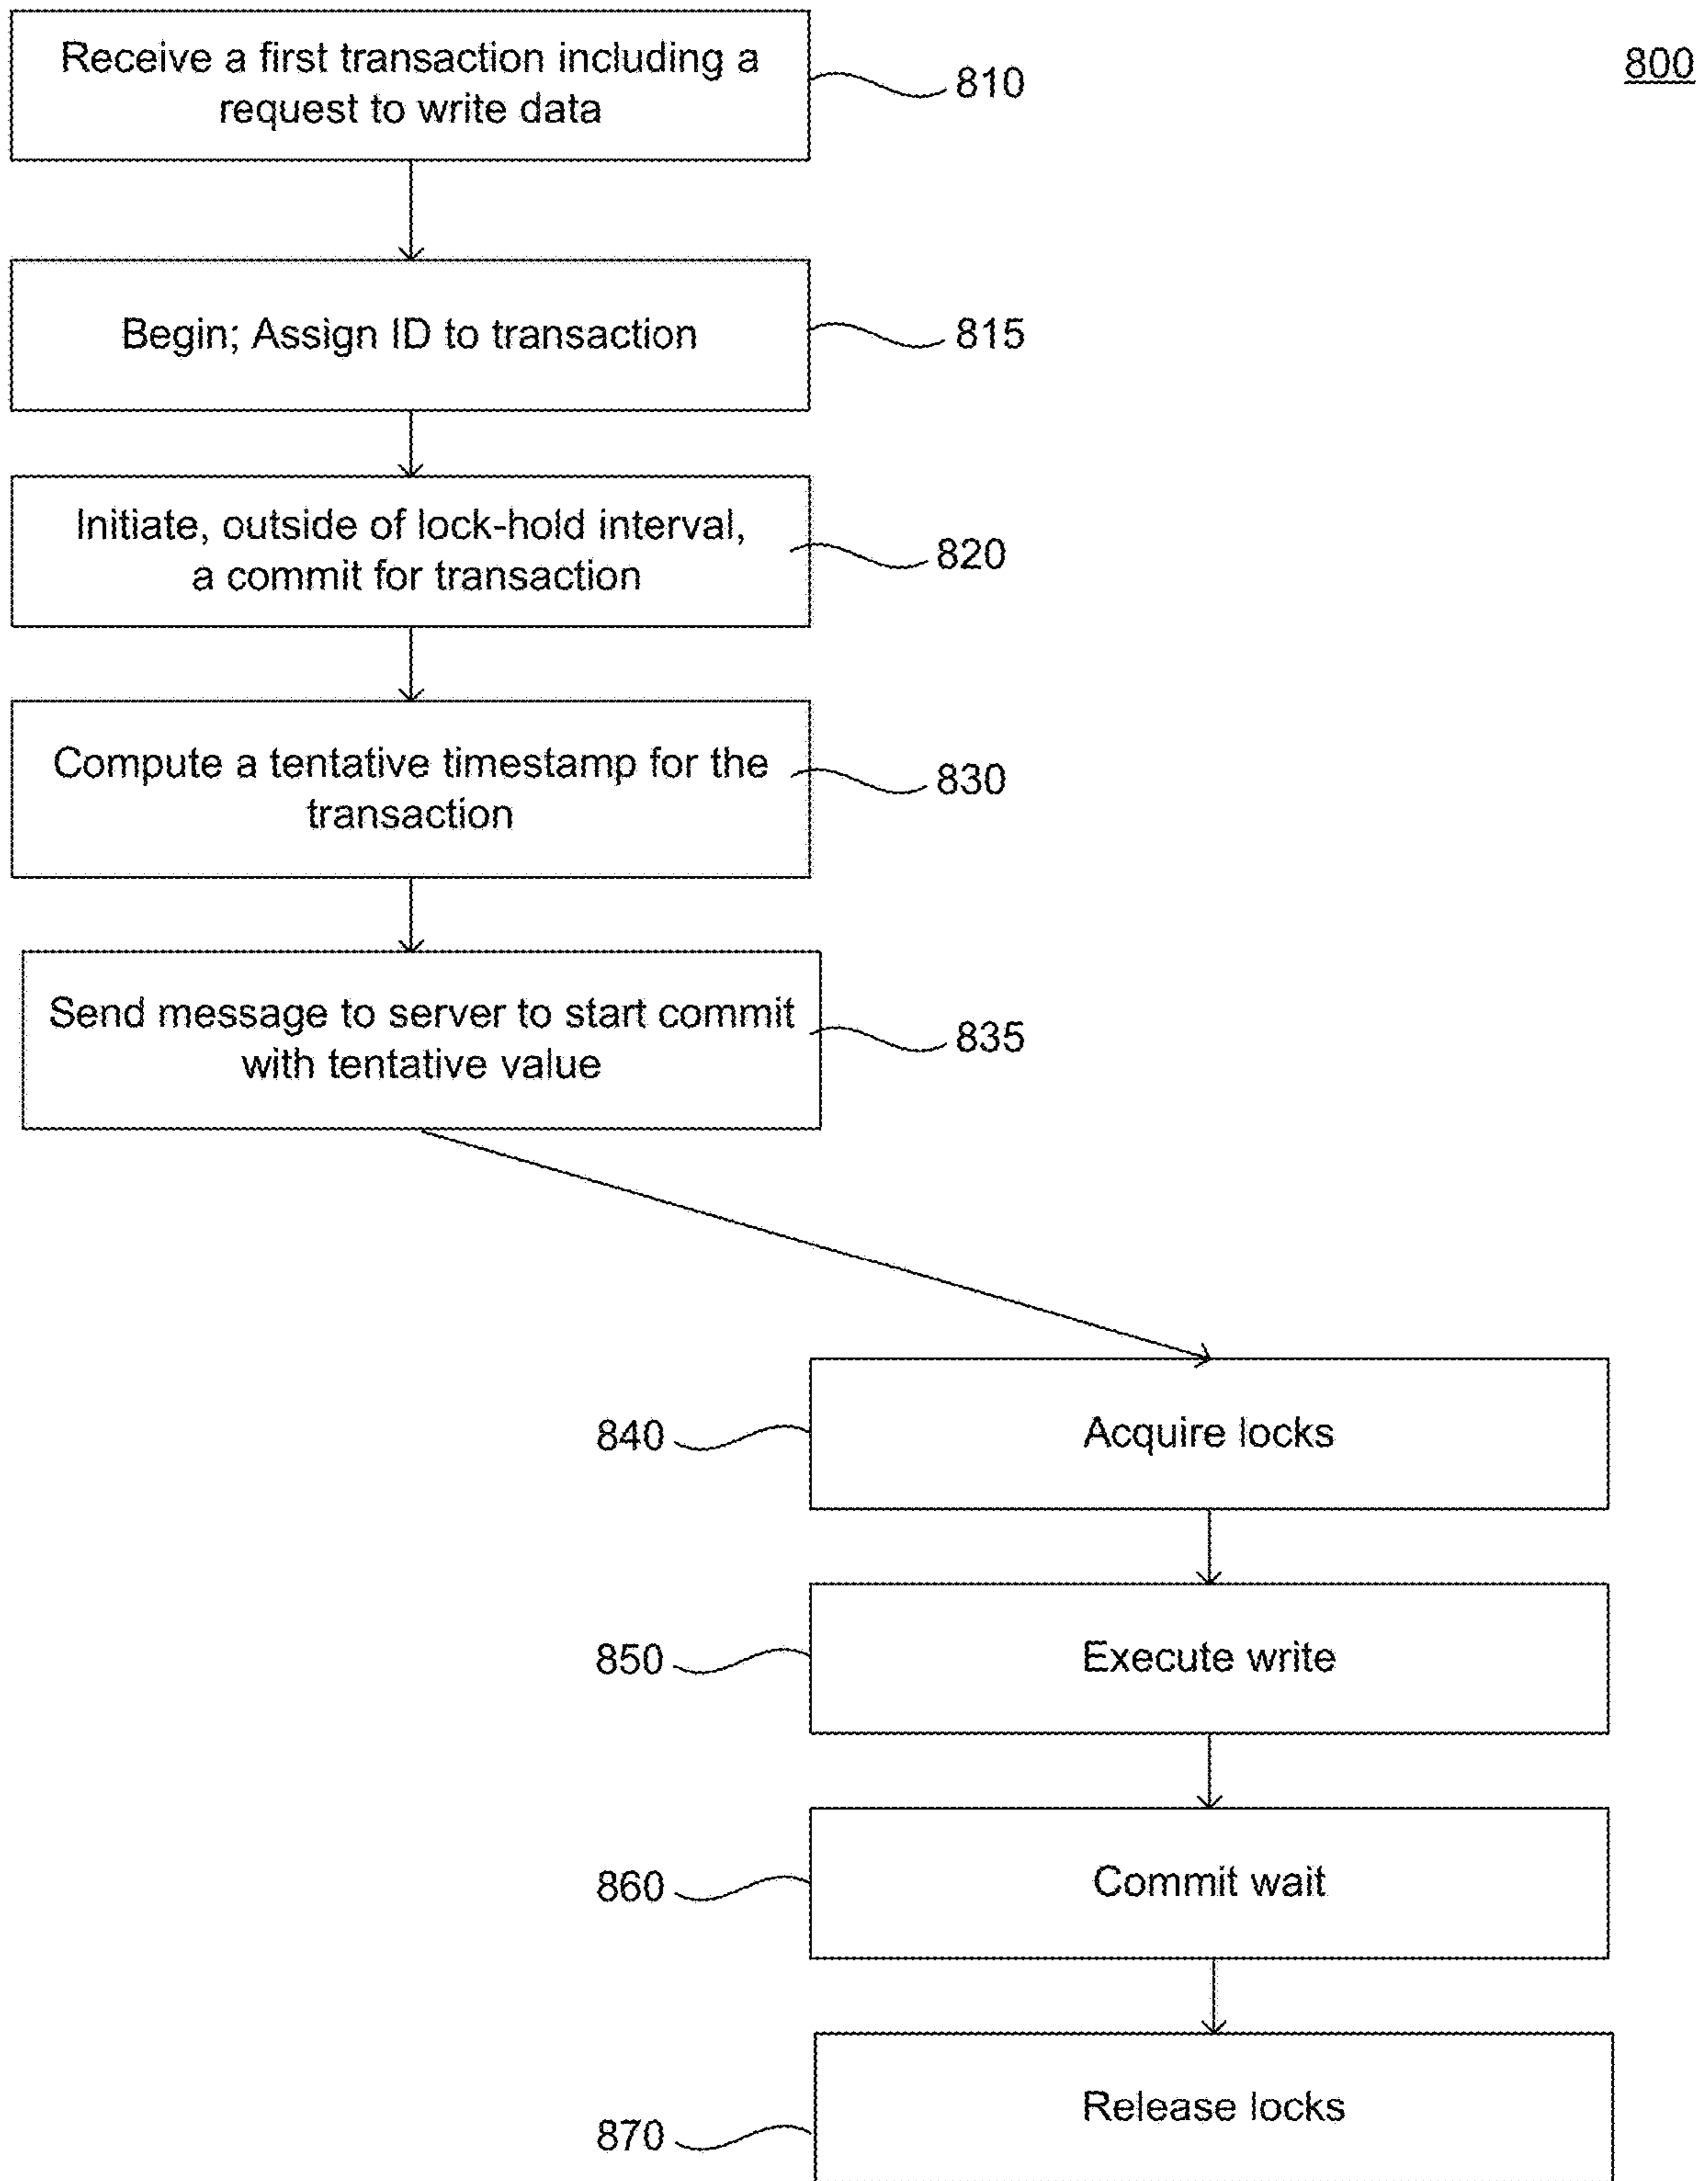 800
Receive a first transaction including a
request to write data
810
Begin; Assign ID to transaction
815
Initiate, outside of lock-hold interval,
a commit for transaction
820
Compute a tentative timestamp for the
transaction
830
Send message to server to start commit
with tentative value
835
840
Acquire locks
850
Execute write
860
Commit wait
870
Release locks